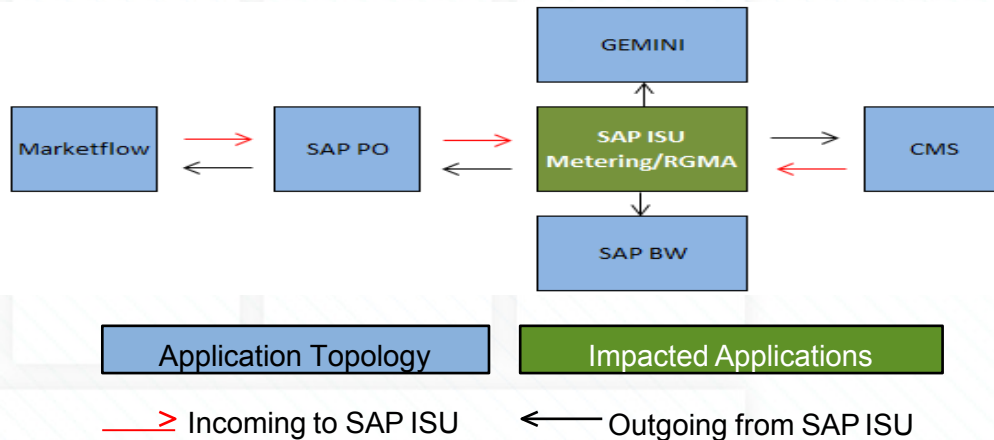 GEMINI
Marketflow
SAP PO
SAP ISU
Metering/RGMA
CMS
SAP BW
Application Topology
Impacted Applications
Incoming to SAP ISU
Outgoing from SAP ISU